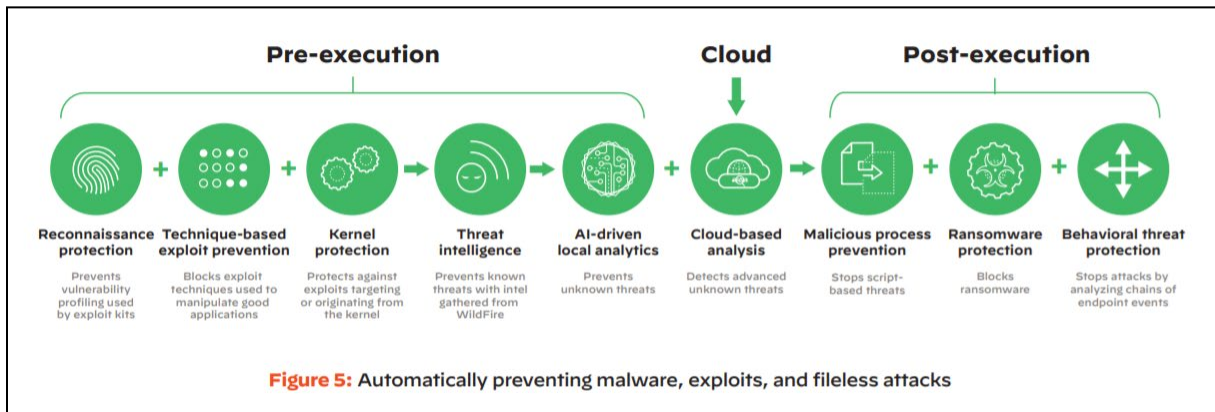 Pre-execution
Cloud
Post-execution
Reconnaissance
protection
Prevents
vulnerability
profiling used
by exploit kits
Technique-based
exploit prevention
Blocks exploit
techniques used to
manipulate good
applications
Kernel
protection
Protects against
exploits targeting
or originating from
the kernel
Threat
intelligence
Prevents known
threats with intel
gathered from
WildFire
AI-driven
local analytics
Prevents
unknown threats
Cloud-based
analysis
Detects advanced
unknown threats
Malicious process
prevention
Stops script-
based threats
Ransomware
protection
Blocks
ransomware
Behavioral threat
protection
Stops attacks by
analyzing chains of
endpoint events
Figure 5: Automatically preventing malware, exploits, and fileless attacks